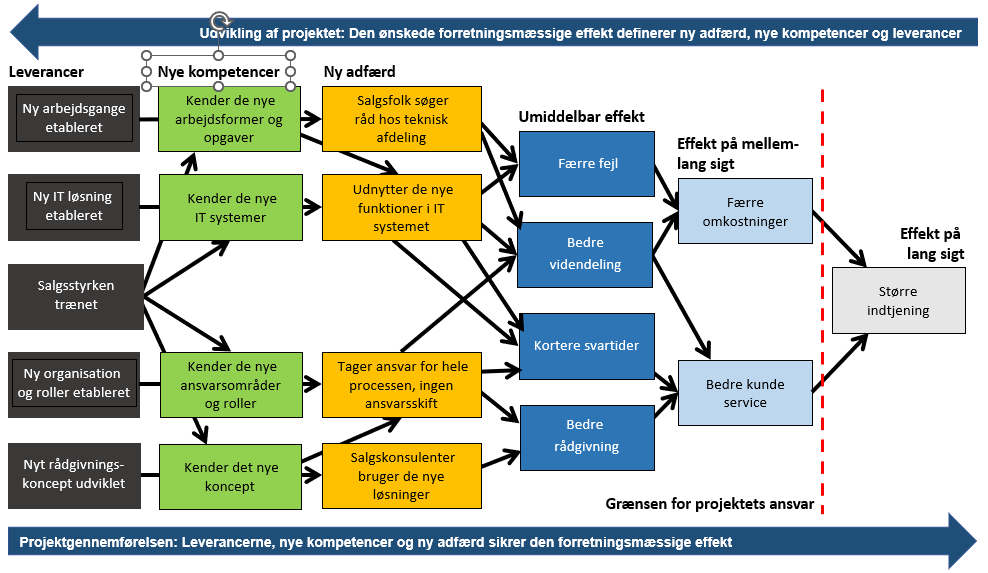 Udvikling af projektet: Den ønskede forretningsmæssige effekt definerer ny adfærd, nye kompetencer og leverancer
Leverancer
Nye kompetencer
Ny adfærd
Umiddelbar effekt
Effekt på mellem-
lang sigt
Effekt på
lang sigt
Ny arbejdsgange
etableret
Ny IT løsning
etableret
Salgsstyrken
trænet
Ny organisation
og roller etableret
Nyt rådgivnings-
koncept udviklet
Kender de nye
arbejdsformer og
opgaver
Kender de nye
IT systemer
Kender de nye
ansvarsområder
og roller
Kender det nye
koncept
Salgsfolk søger
råd hos teknisk
afdeling
Udnytter de nye
funktioner i IT
systemet
Tager ansvar for hele
processen, ingen
ansvarsskift
Salgskonsulenter
bruger de nye
løsninger
Færre fejl
Bedre
videndeling
Kortere svartider
Bedre
rådgivning
Færre
omkostninger
Bedre kunde
service
Større
indtjening
Grænsen for projektets ansvar
Projektgennemførelsen: Leverancerne, nye kompetencer og ny adfærd sikrer den forretningsmæssige effekt